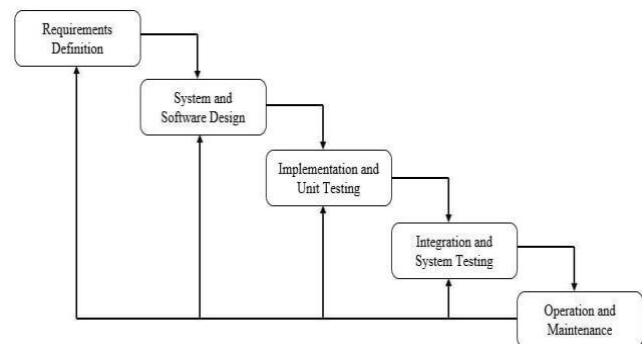 Requirements
Definition
System and
Software Design
Implementation and
Unit Testing
Integration and
System Testing
Operation and
Maintenance